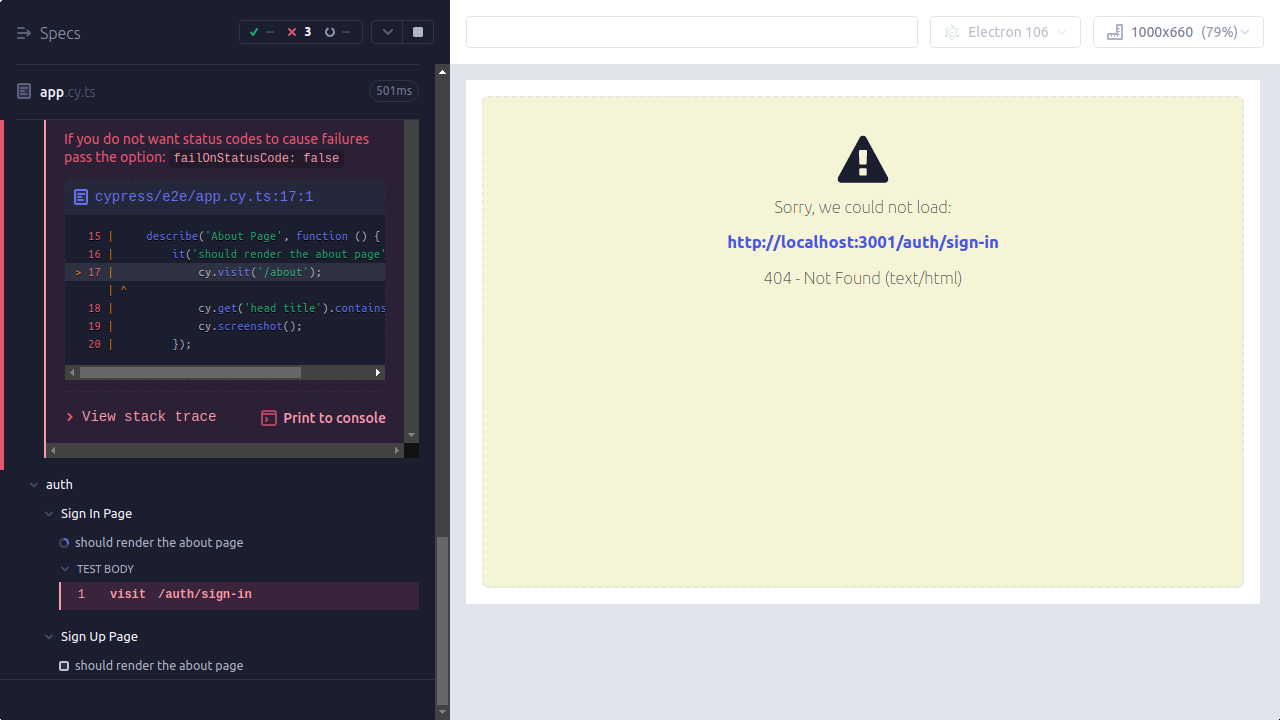 Specs
-- 3 --
Electron 106
1000x660 (79%)
app.cy.ts
501ms
If you do not want status codes to cause failures
pass the option: failOnStatusCode: false
cypress/e2e/app.cy.ts:17:1
15 | describe('About Page', function () {
16 | it('should render the about page'
> 17 | cy.visit('/about');
| ^
18 | cy.get('head title').contains
19 | cy.screenshot();
20 | });
View stack trace
Print to console
auth
Sign In Page
should render the about page
TEST BODY
1 visit /auth/sign-in
Sign Up Page
should render the about page
Sorry, we could not load:
http://localhost:3001/auth/sign-in
404 - Not Found (text/html)